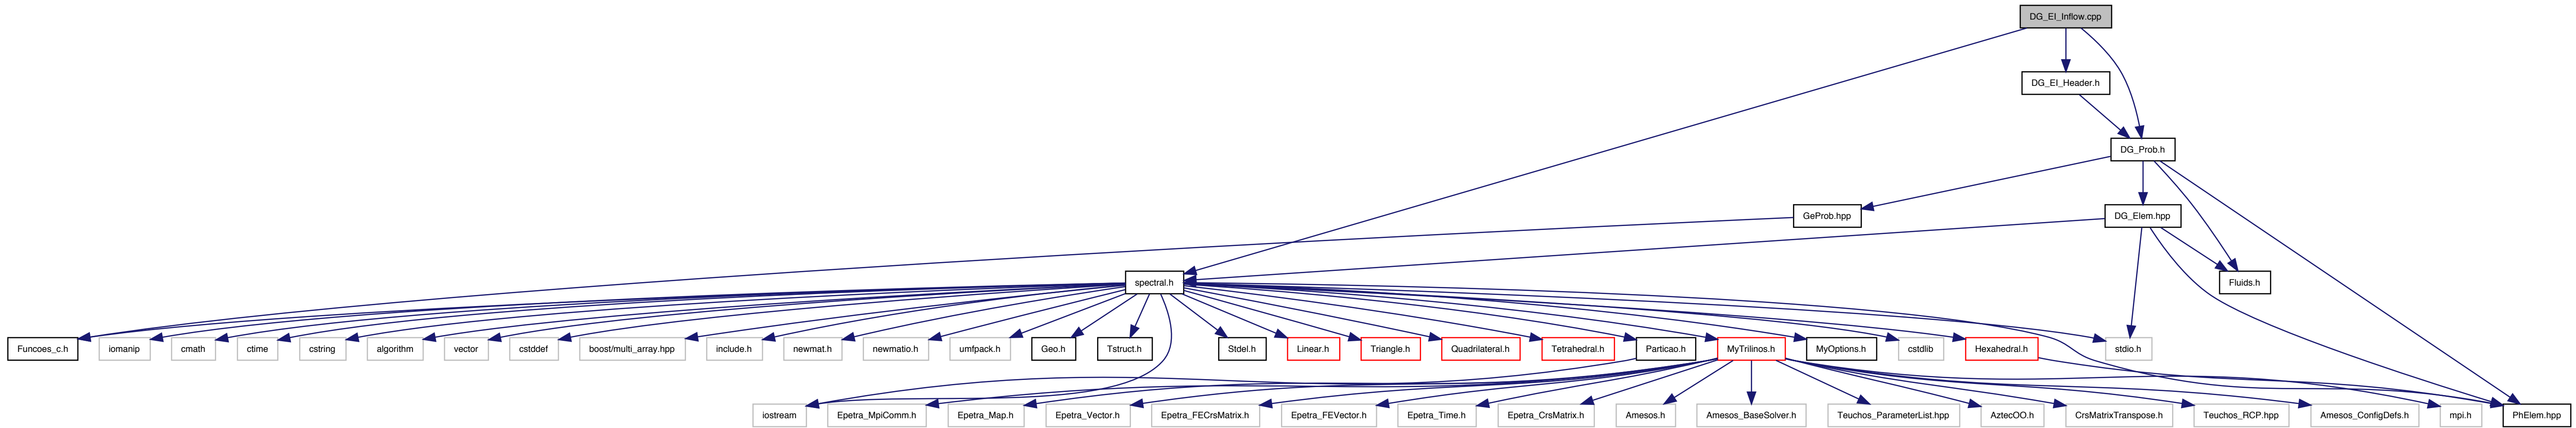 DG_EI_Inflow.cpp
DG_EI_Header.h
DG_Prob.h
GeProb.hpp
DG_Elem.hpp
spectral.h
Fluids.h
Funcoes_c.h
iomanip
cmath
ctime
cstring
algorithm
vector
cstddef
boost/multi_array.hpp
include.h
newmat.h
newmatio.h
umfpack.h
Geo.h
Tstruct.h
Stdel.h
Linear.h
Triangle.h
Quadrilateral.h
Tetrahedral.h
Particao.h
MyTrilinos.h
MyOptions.h
cstdlib
Hexahedral.h
stdio.h
iostream
Epetra_MpiComm.h
Epetra_Map.h
Epetra_Vector.h
Epetra_FECrsMatrix.h
Epetra_FEVector.h
Epetra_Time.h
Epetra_CrsMatrix.h
Amesos.h
Amesos_BaseSolver.h
Teuchos_ParameterList.hpp
AztecOO.h
CrsMatrixTranspose.h
Teuchos_RCP.hpp
Amesos_ConfigDefs.h
mpi.h
PhElem.hpp